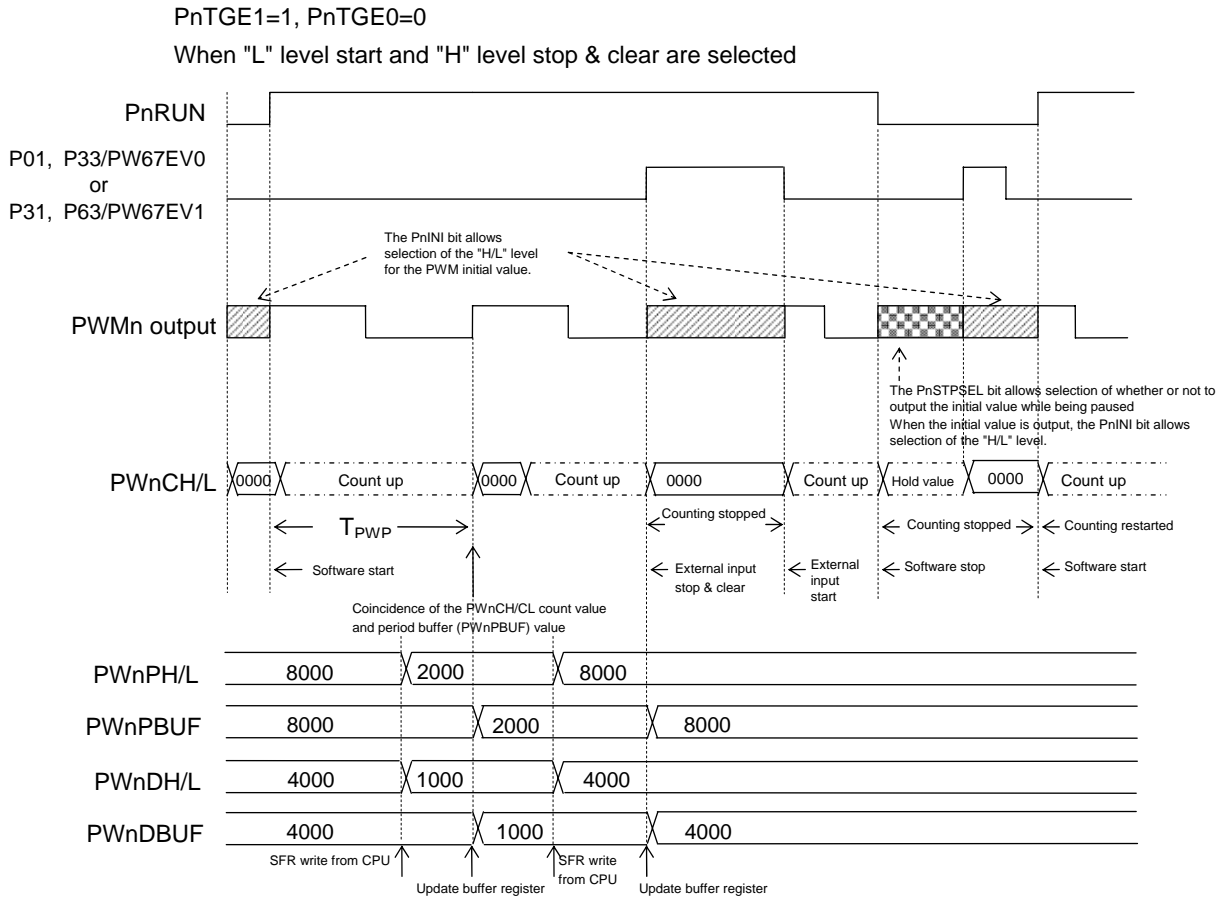 PnTGE1=1, PnTGE0=0
When "L" level start and "H" level stop & clear are selected
PnRUN
P01, P33/PW67EV0
or
P31, P63/PW67EV1
The PnINI bit allows
selection of the "H/L" level
for the PWM initial value.
PWMn output
The PnSTPSEL bit allows selection of whether or not to
output the initial value while being paused
When the initial value is output, the PnINI bit allows
selection of the "H/L" level.
PWnCH/L
0000
Count up
0000
Count up
0000
Count up
Hold value
0000
Count up
TPWP
Counting stopped
Counting stopped
Counting restarted
Software start
External input
stop & clear
External
input
start
Software stop
Software start
Coincidence of the PWnCH/CL count value
and period buffer (PWnPBUF) value
PWnPH/L
8000
2000
8000
PWnPBUF
8000
2000
8000
PWnDH/L
4000
1000
4000
PWnDBUF
4000
1000
4000
SFR write from CPU
Update buffer register
SFR write
from CPU
Update buffer register